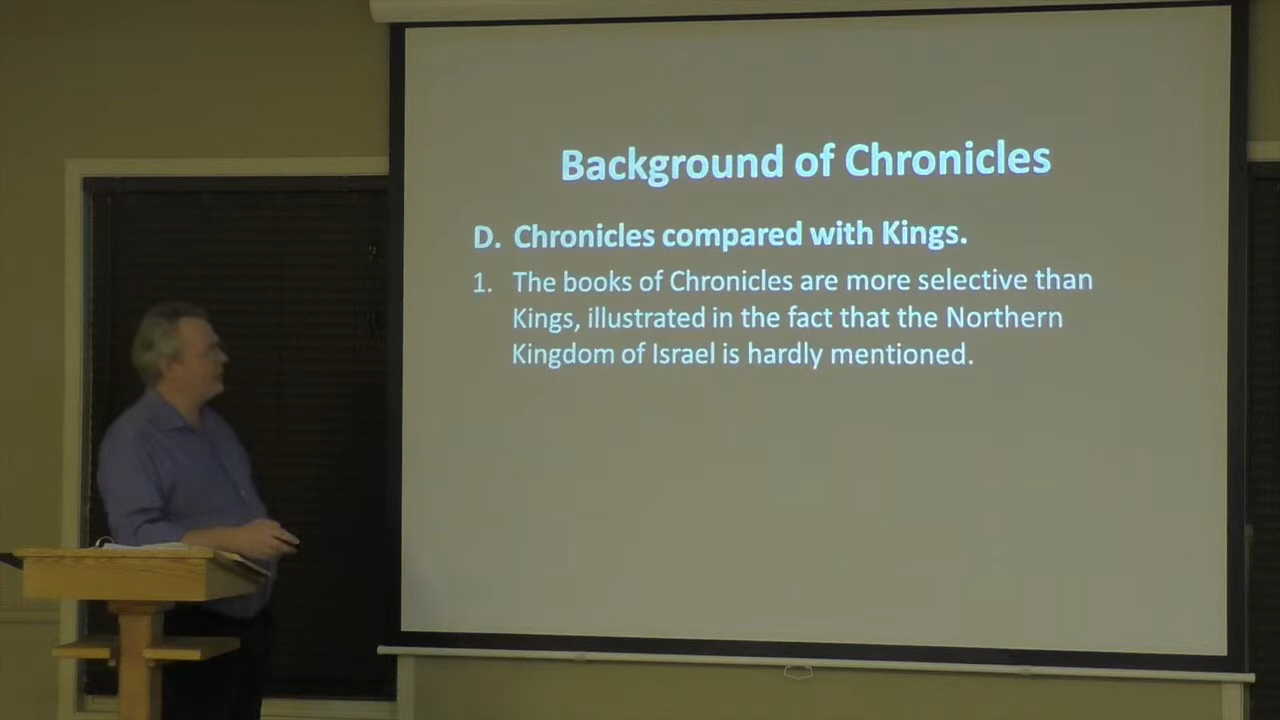 Background of Chronicles
D. Chronicles compared with Kings.
1. The books of Chronicles are more selective than
Kings, illustrated in the fact that the Northern
Kingdom of Israel is hardly mentioned.